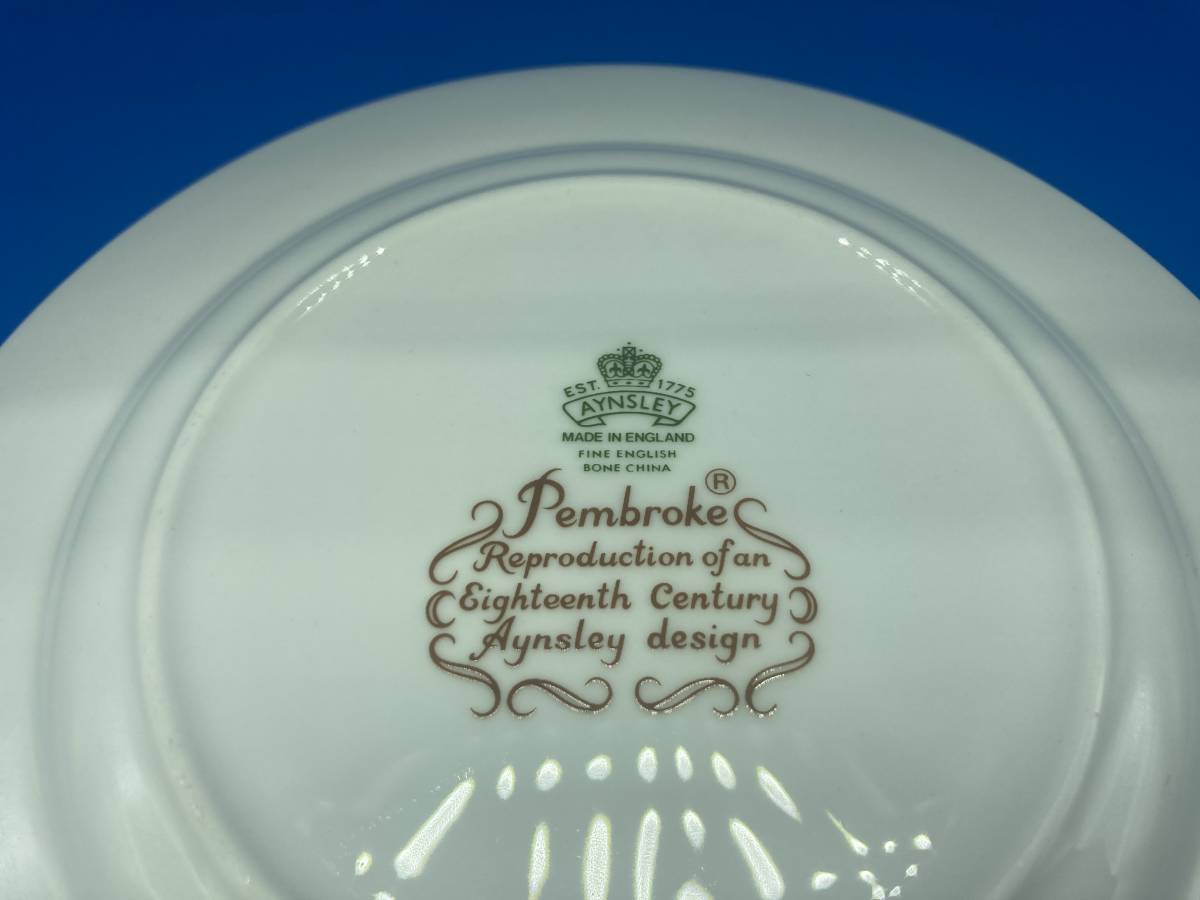 EST. 1775
AYNSLEY
MADE IN ENGLAND
FINE ENGLISH
BONE CHINA
Pembroke®
Reproduction of an
Eighteenth Century
Aynsley design